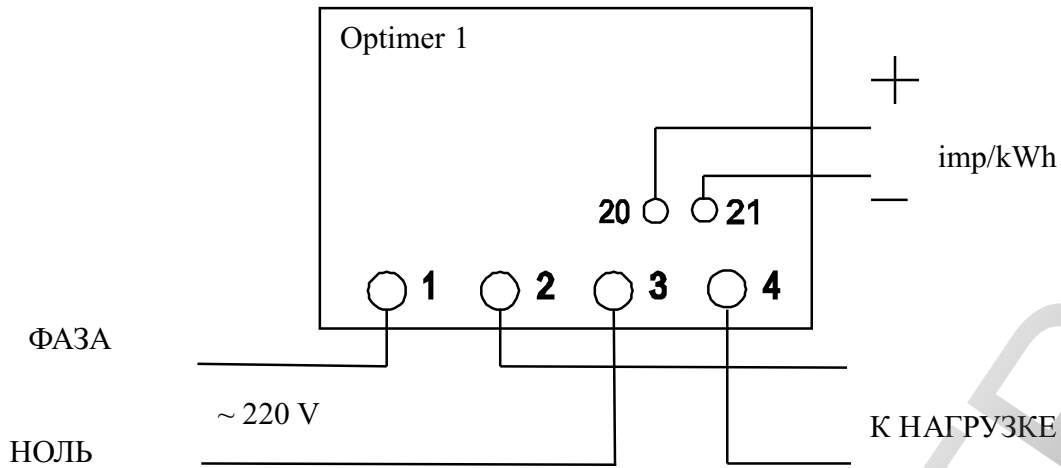 Optimer 1
+
imp/kWh
20 21
−
1 2 3 4
ФАЗА
~ 220 V
К НАГРУЗКЕ
НОЛЬ